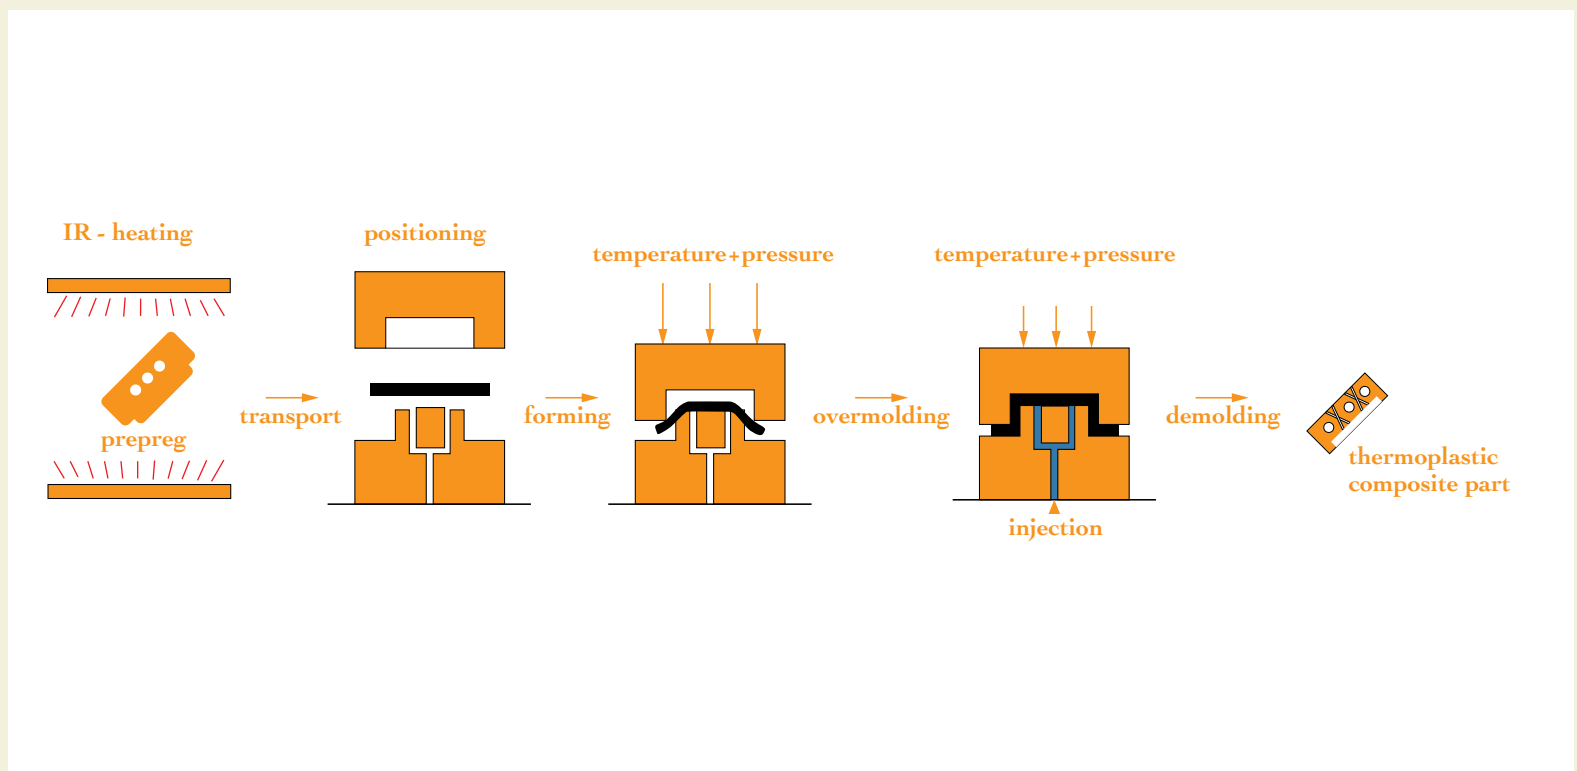 IR - heating
prepreg
transport
positioning
forming
temperature+pressure
overmolding
temperature+pressure
injection
demolding
thermoplastic
composite part